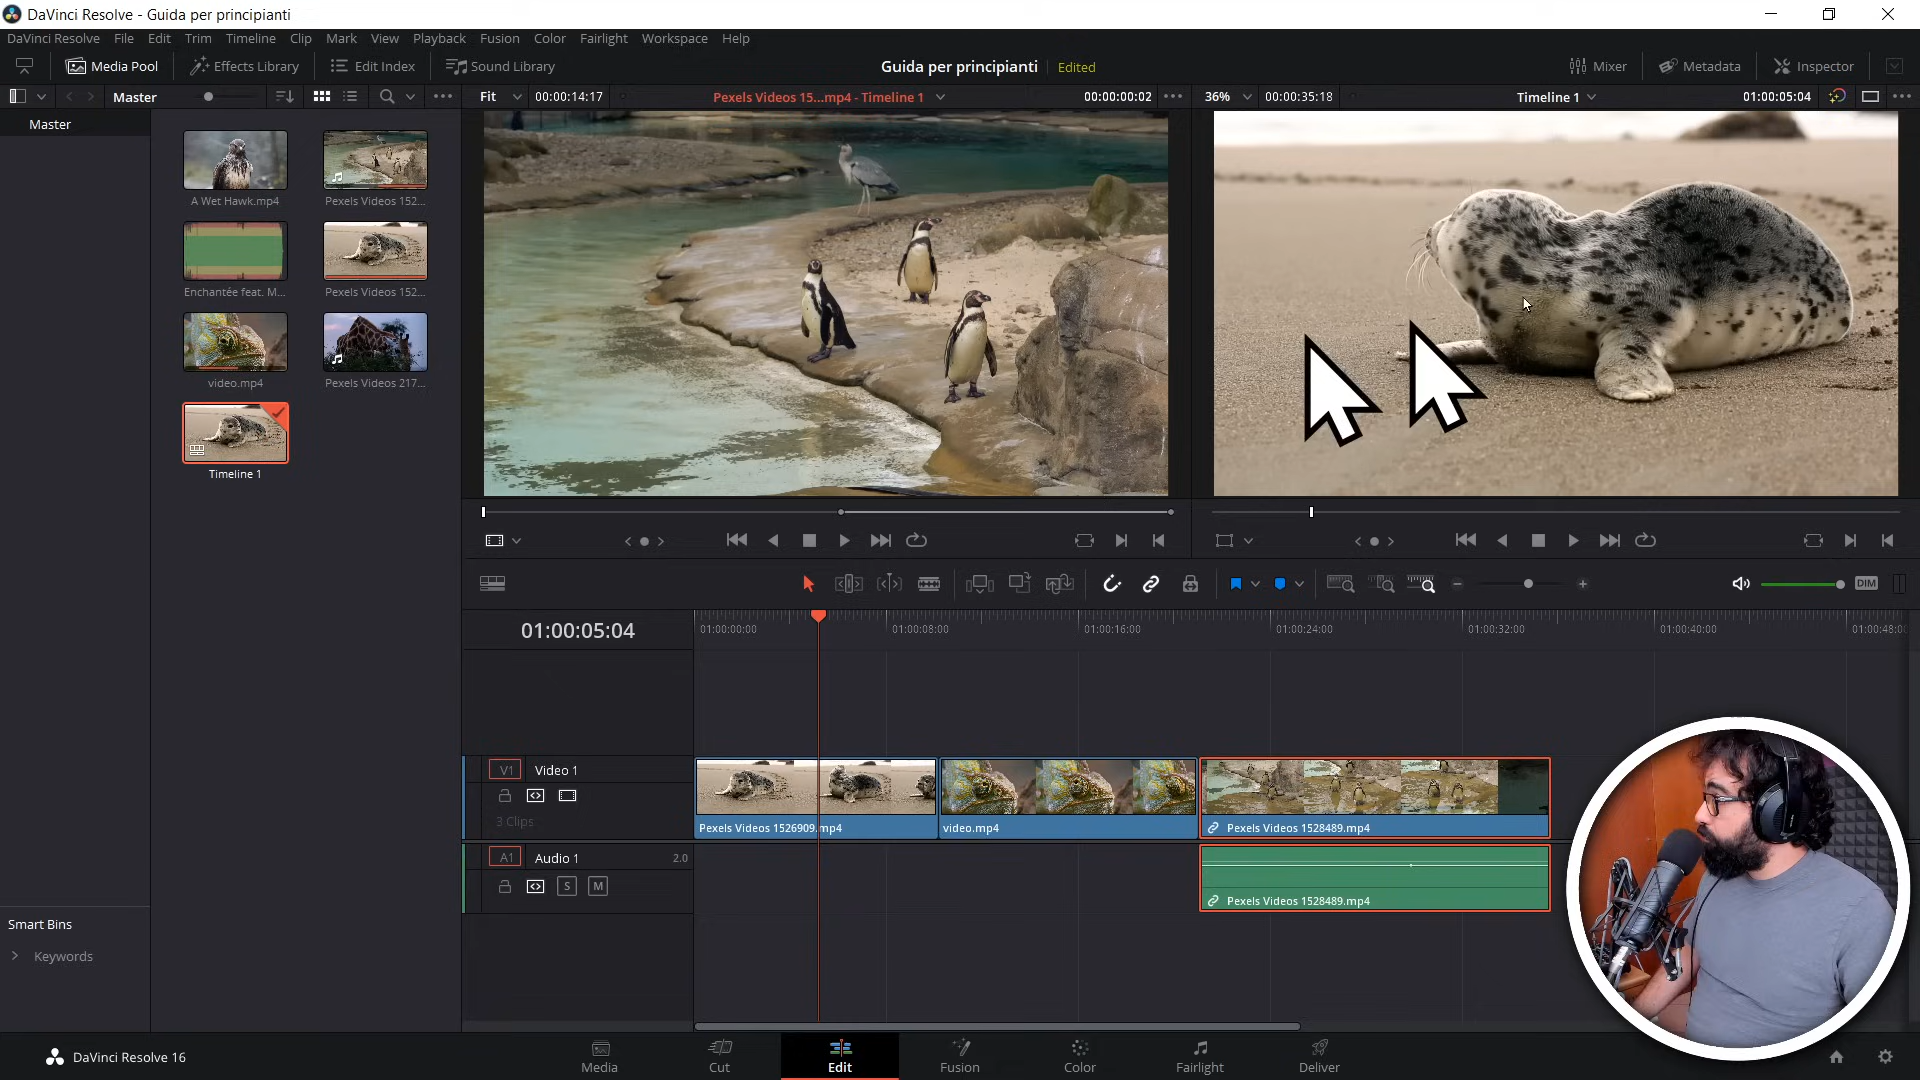 DaVinci Resolve - Guida per principianti
DaVinci Resolve File Edit Trim Timeline Clip Mark View Playback Fusion Color Fairlight Workspace Help
Media Pool Effects Library Edit Index Sound Library Guida per principianti Edited Mixer Metadata Inspector
Master Fit 00:00:14:17 Pexels Videos 15...mp4 - Timeline 1 00:00:00:02 36% 00:00:35:18 Timeline 1 01:00:05:04
Master
A Wet Hawk.mp4 Pexels Videos 152...
Enchantée feat. M... Pexels Videos 152...
video.mp4 Pexels Videos 217...
Timeline 1
DIM
01:00:05:04 01:00:00:00 01:00:08:00 01:00:16:00 01:00:24:00 01:00:32:00 01:00:40:00 01:00:48:0
V1 Video 1
3 Clips
Pexels Videos 1526909.mp4 video.mp4 Pexels Videos 1528489.mp4
A1 Audio 1 2.0
S M
Pexels Videos 1528489.mp4
Smart Bins
Keywords
DaVinci Resolve 16
Media Cut Edit Fusion Color Fairlight Deliver